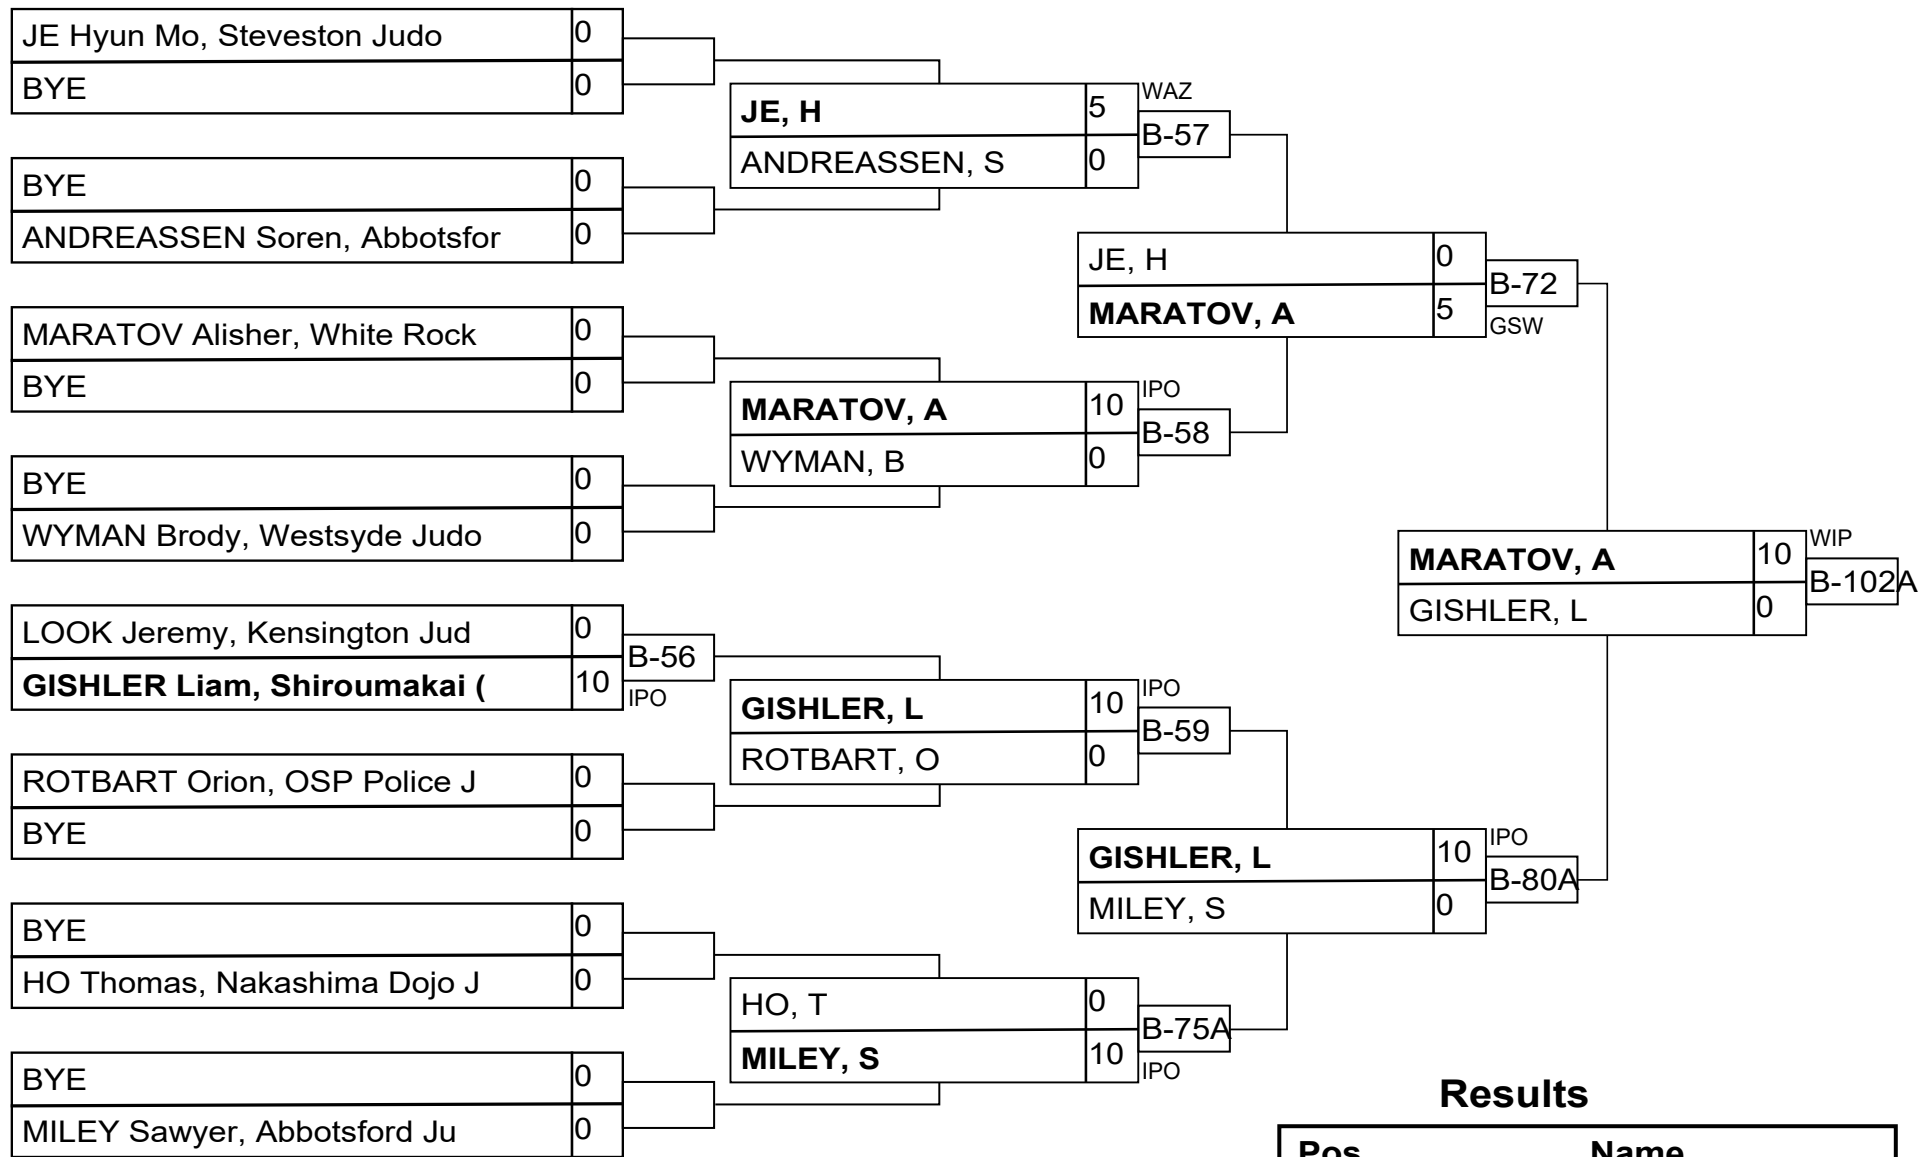 JE Hyun Mo, Steveston Judo 0
BYE 0
BYE 0
ANDREASSEN Soren, Abbotsfor 0
MARATOV Alisher, White Rock 0
BYE 0
BYE 0
WYMAN Brody, Westsyde Judo 0
LOOK Jeremy, Kensington Jud 0
GISHLER Liam, Shiroumakai ( 10
B-56
IPO
ROTBART Orion, OSP Police J 0
BYE 0
BYE 0
HO Thomas, Nakashima Dojo J 0
BYE 0
MILEY Sawyer, Abbotsford Ju 0
JE, H 5
ANDREASSEN, S 0
WAZ
B-57
MARATOV, A 10
WYMAN, B 0
IPO
B-58
GISHLER, L 10
ROTBART, O 0
IPO
B-59
HO, T 0
MILEY, S 10
B-75A
IPO
JE, H 0
MARATOV, A 5
B-72
GSW
GISHLER, L 10
MILEY, S 0
IPO
B-80A
MARATOV, A 10
GISHLER, L 0
WIP
B-102A
Results
Pos Name